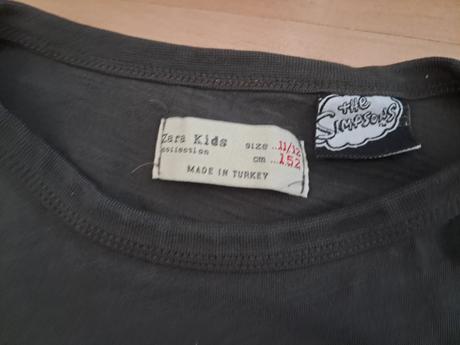 Zara Kids
collection
size ..11/12
cm ...152
MADE IN TURKEY
the
SIMPSONS